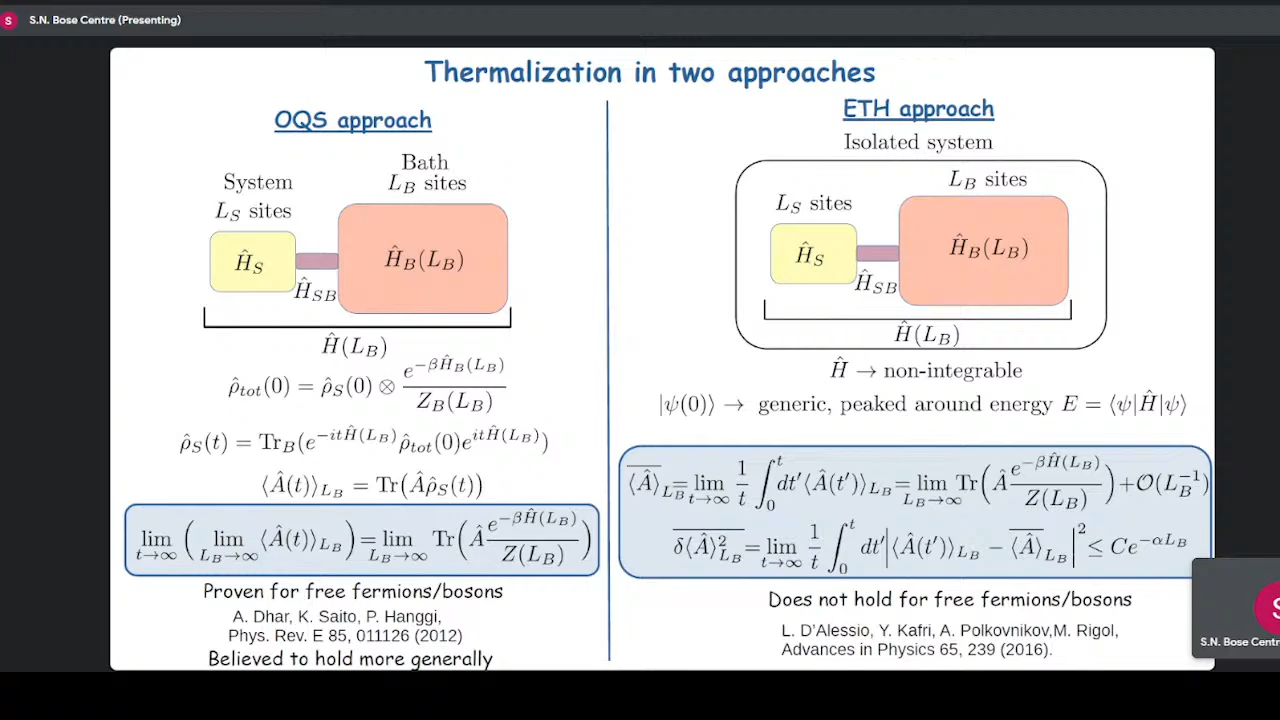 S
S.N. Bose Centre (Presenting)
Thermalization in two approaches
OQS approach
Bath
L_B sites
System
L_S sites
Ĥ_S
Ĥ_SB
Ĥ_B(L_B)
Ĥ(L_B)
ρ̂_tot(0) = ρ̂_S(0) ⊗ e^{-βĤ_B(L_B)} / Z_B(L_B)
ρ̂_S(t) = Tr_B(e^{-itĤ(L_B)} ρ̂_tot(0) e^{itĤ(L_B)})
⟨Â(t)⟩_{L_B} = Tr(Âρ̂_S(t))
lim_{t→∞} ( lim_{L_B→∞} ⟨Â(t)⟩_{L_B} ) = lim_{L_B→∞} Tr( Â e^{-βĤ(L_B)} / Z(L_B) )
Proven for free fermions/bosons
A. Dhar, K. Saito, P. Hanggi,
Phys. Rev. E 85, 011126 (2012)
Believed to hold more generally
ETH approach
Isolated system
L_B sites
L_S sites
Ĥ_S
Ĥ_SB
Ĥ_B(L_B)
Ĥ(L_B)
Ĥ → non-integrable
|ψ(0)⟩ → generic, peaked around energy E = ⟨ψ|Ĥ|ψ⟩
\overline{⟨Â⟩}_{L_B} = lim_{t→∞} 1/t ∫_0^t dt′⟨Â(t′)⟩_{L_B} = lim_{L_B→∞} Tr( Â e^{-βĤ(L_B)} / Z(L_B) ) + O(L_B^{-1})
\overline{δ⟨Â⟩²_{L_B}} = lim_{t→∞} 1/t ∫_0^t dt′ |⟨Â(t′)⟩_{L_B} − \overline{⟨Â⟩}_{L_B}|² ≤ Ce^{-αL_B}
Does not hold for free fermions/bosons
L. D'Alessio, Y. Kafri, A. Polkovnikov,M. Rigol,
Advances in Physics 65, 239 (2016).
S
S.N. Bose Centr